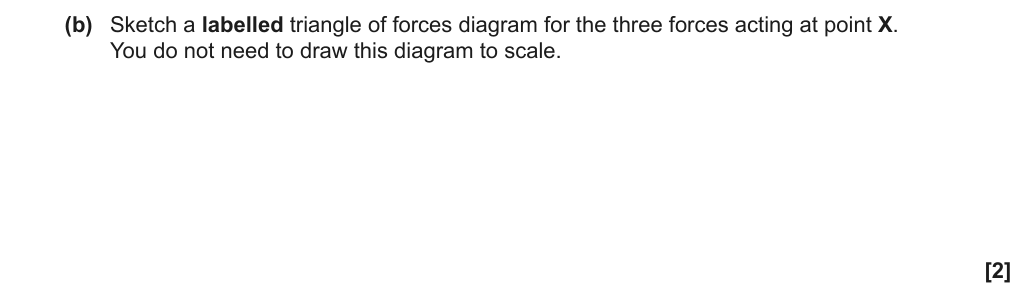 (b) Sketch a labelled triangle of forces diagram for the three forces acting at point X.
You do not need to draw this diagram to scale.
[2]